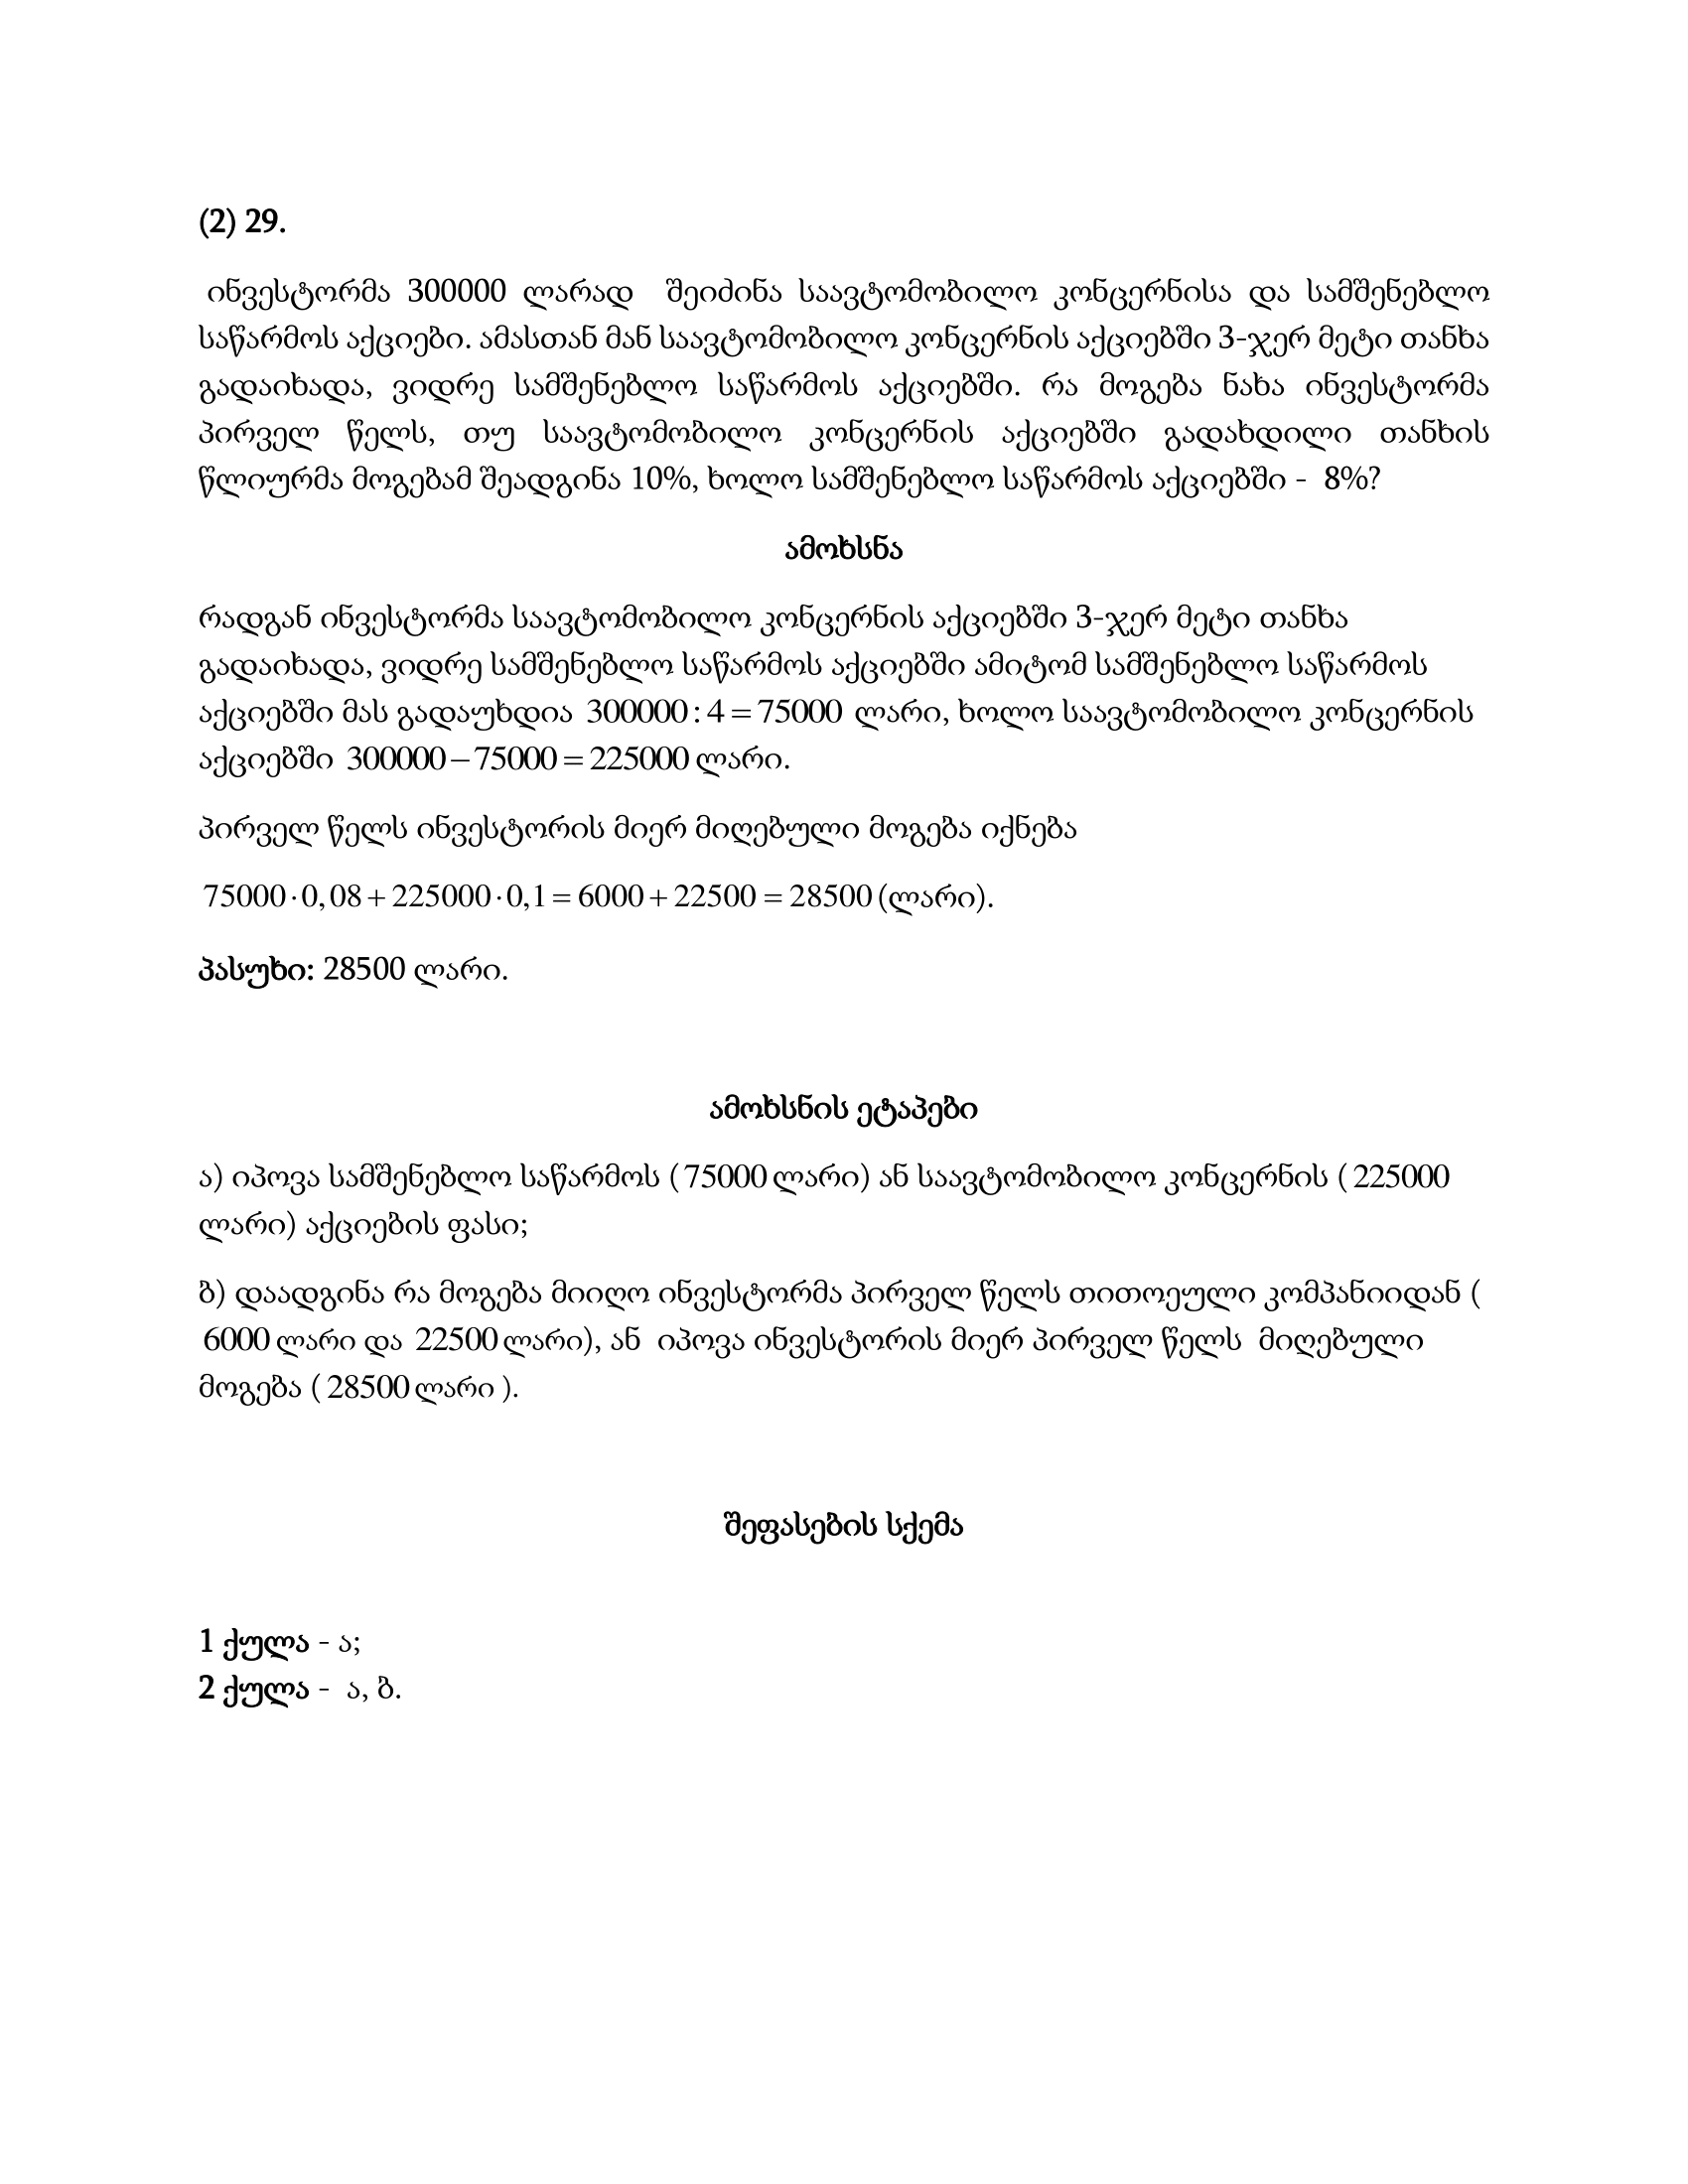 (2) 29.
ინვესტორმა 300000 ლარად შეიძინა საავტომობილო კონცერნისა და სამშენებლო
საწარმოს აქციები. ამასთან მან საავტომობილო კონცერნის აქციებში 3-ჯერ მეტი თანხა
გადაიხადა, ვიდრე სამშენებლო საწარმოს აქციებში. რა მოგება ნახა ინვესტორმა
პირველ წელს, თუ საავტომობილო კონცერნის აქციებში გადახდილი თანხის
წლიურმა მოგებამ შეადგინა 10%, ხოლო სამშენებლო საწარმოს აქციებში - 8%?
ამოხსნა
რადგან ინვესტორმა საავტომობილო კონცერნის აქციებში 3-ჯერ მეტი თანხა
გადაიხადა, ვიდრე სამშენებლო საწარმოს აქციებში ამიტომ სამშენებლო საწარმოს
აქციებში მას გადაუხდია 300000 : 4 = 75000 ლარი, ხოლო საავტომობილო კონცერნის
აქციებში 300000 – 75000 = 225000 ლარი.
პირველ წელს ინვესტორის მიერ მიღებული მოგება იქნება
75000 · 0,08 + 225000 · 0,1 = 6000 + 22500 = 28500 (ლარი).
პასუხი: 28500 ლარი.
ამოხსნის ეტაპები
ა) იპოვა სამშენებლო საწარმოს ( 75000 ლარი) ან საავტომობილო კონცერნის ( 225000
ლარი) აქციების ფასი;
ბ) დაადგინა რა მოგება მიიღო ინვესტორმა პირველ წელს თითოეული კომპანიიდან (
6000 ლარი და 22500 ლარი), ან იპოვა ინვესტორის მიერ პირველ წელს მიღებული
მოგება ( 28500 ლარი ).
შეფასების სქემა
1 ქულა - ა;
2 ქულა - ა, ბ.